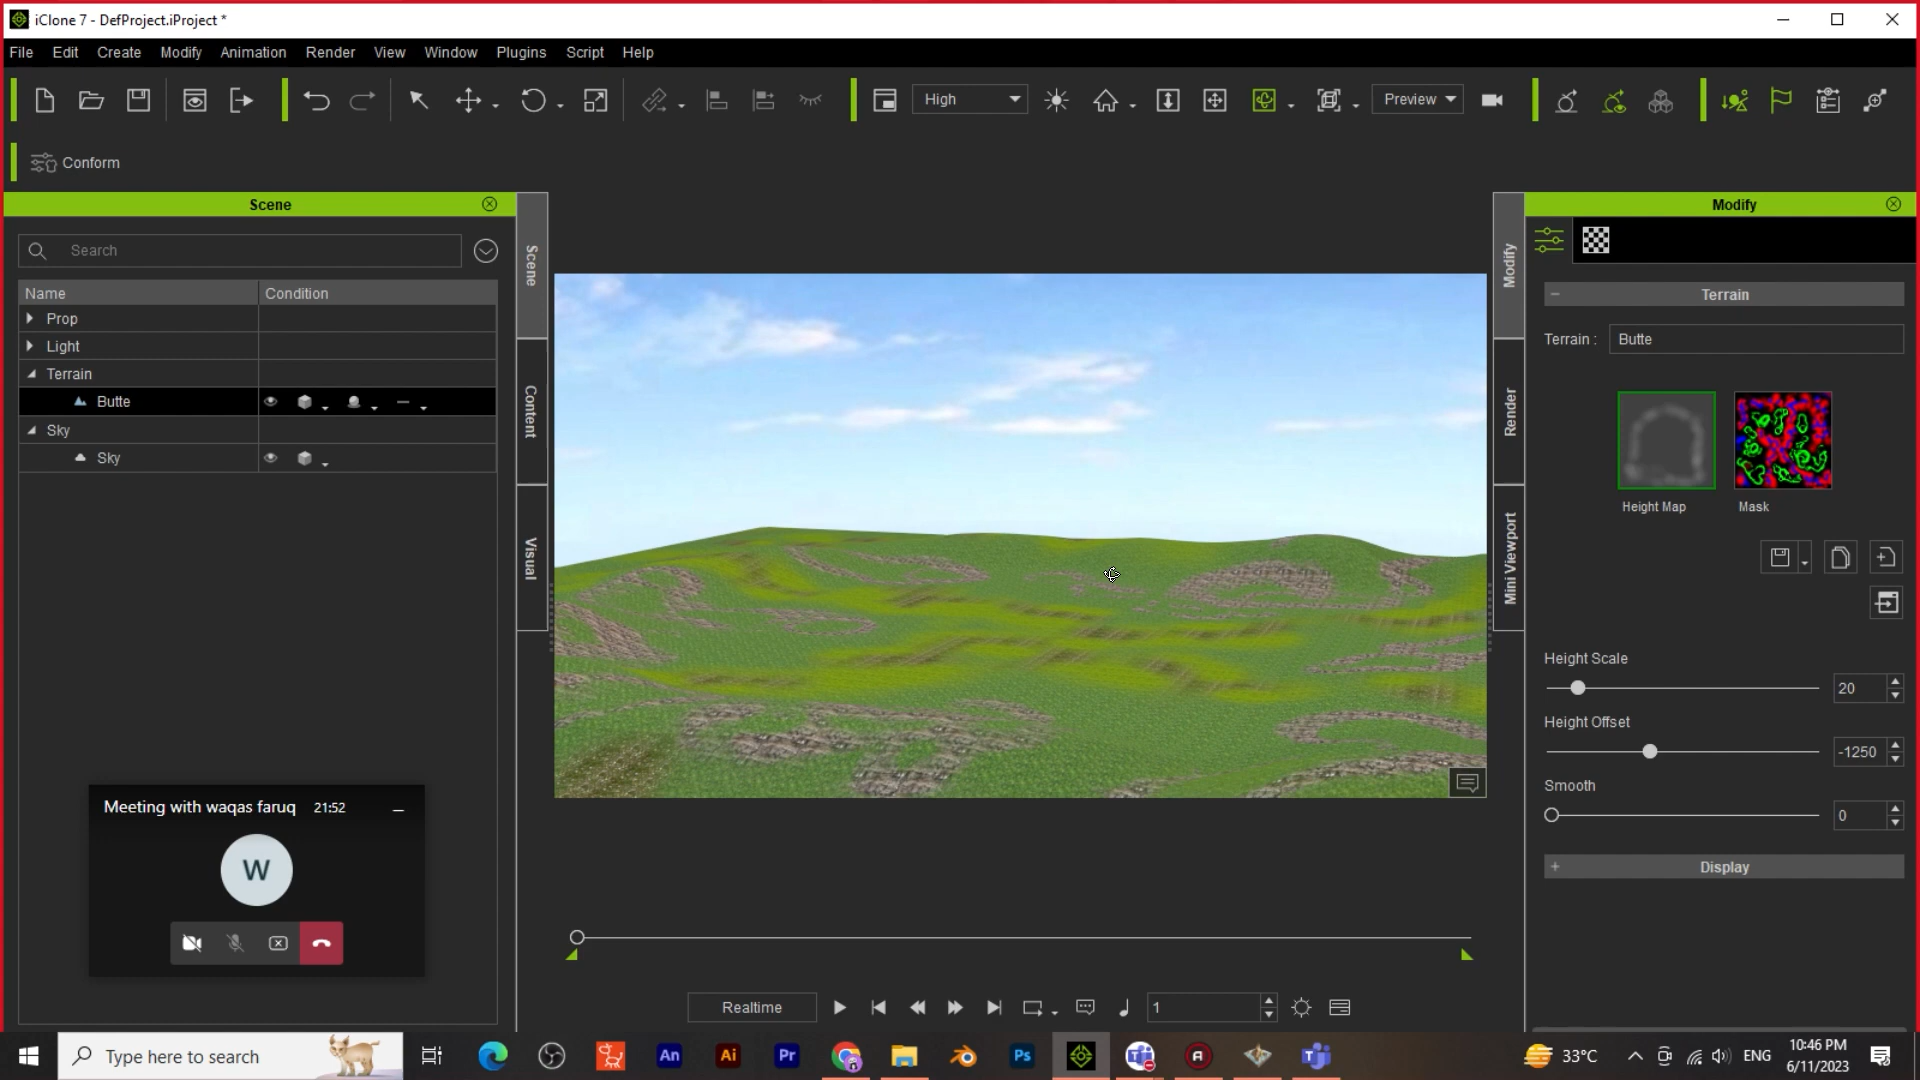 iClone 7 - DefProject.iProject *
File Edit Create Modify Animation Render View Window Plugins Script Help
High
Preview
Conform
Scene
Search
Name Condition
Prop
Light
Terrain
Butte
Sky
Sky
Scene
Content
Visual
Meeting with waqas faruq 21:52
W
Realtime
1
Modify
Render
Mini Viewport
Modify
Terrain
Terrain : Butte
Height Map Mask
Height Scale
20
Height Offset
-1250
Smooth
0
Display
Type here to search
An
Ai
Pr
Ps
33°C
ENG
10:46 PM
6/11/2023